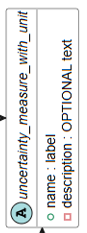 A uncertainty_measure_with_unit
name : label
description : OPTIONAL text